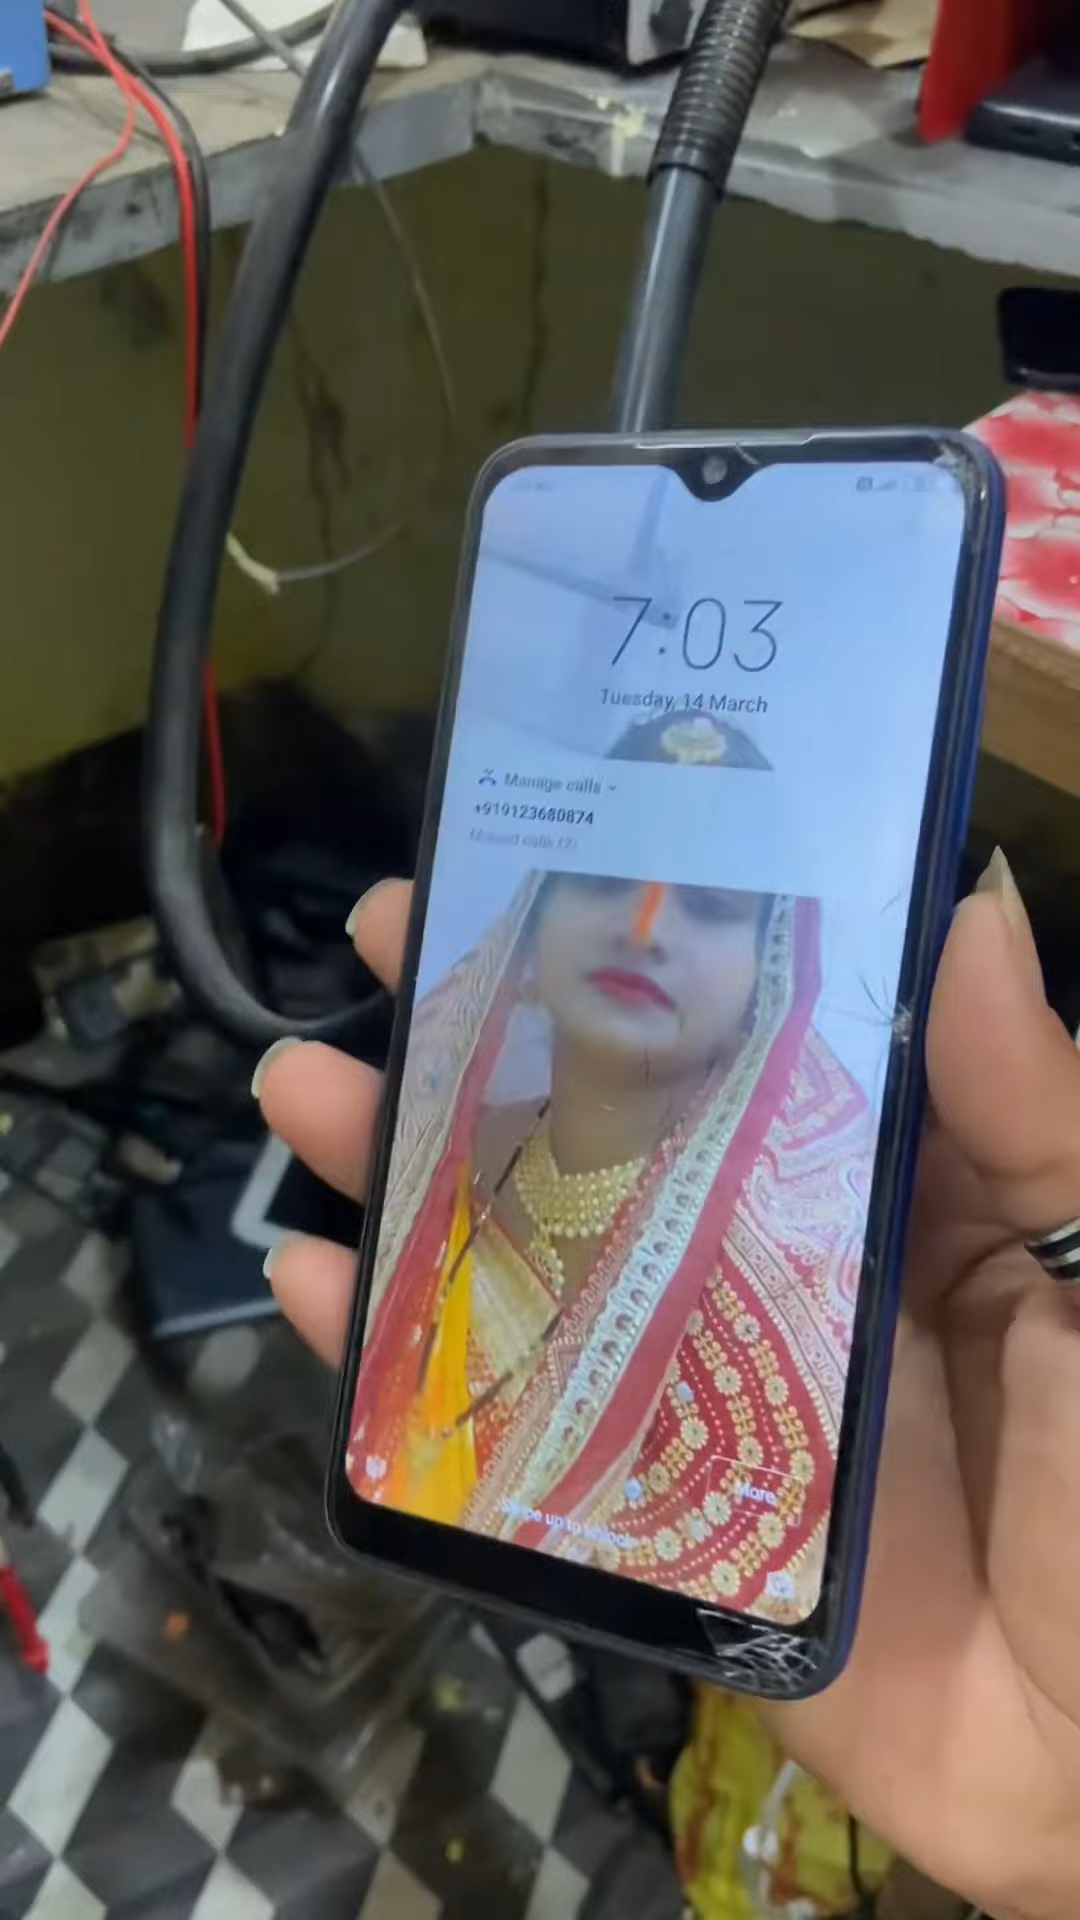 7:03
Tuesday, 14 March
Manage calls
+919123680874
Missed calls (2)
More
Swipe up to unlock